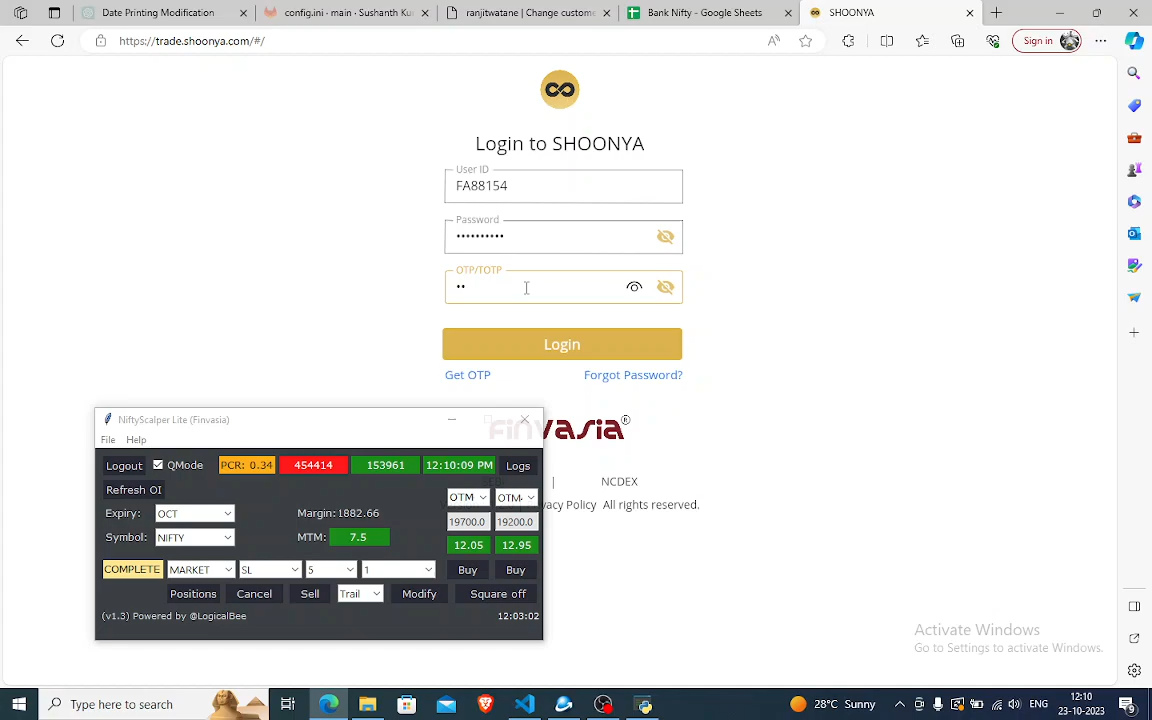 Date Printing Modification
config.ini · main · Sushanth Ku
ranjitwatane | Change custome
Bank Nifty - Google Sheets
SHOONYA
https://trade.shoonya.com/#/
Sign in
Login to SHOONYA
User ID
FA88154
Password
••••••••••
OTP/TOTP
••
Login
Get OTP
Forgot Password?
finvasia®
NiftyScalper Lite (Finvasia)
File Help
Logout QMode PCR: 0.34 454414 153961 12:10:09 PM Logs
| NCDEX
Refresh OI
OTM OTM-
acy Policy All rights reserved.
Expiry: OCT Margin:1882.66 19700.0 19200.0
Symbol: NIFTY MTM: 7.5 12.05 12.95
COMPLETE MARKET SL 5 1 Buy Buy
Positions Cancel Sell Trail Modify Square off
(v1.3) Powered by @LogicalBee 12:03:02
Activate Windows
Go to Settings to activate Windows.
Type here to search
28°C Sunny
ENG
12:10
23-10-2023
9